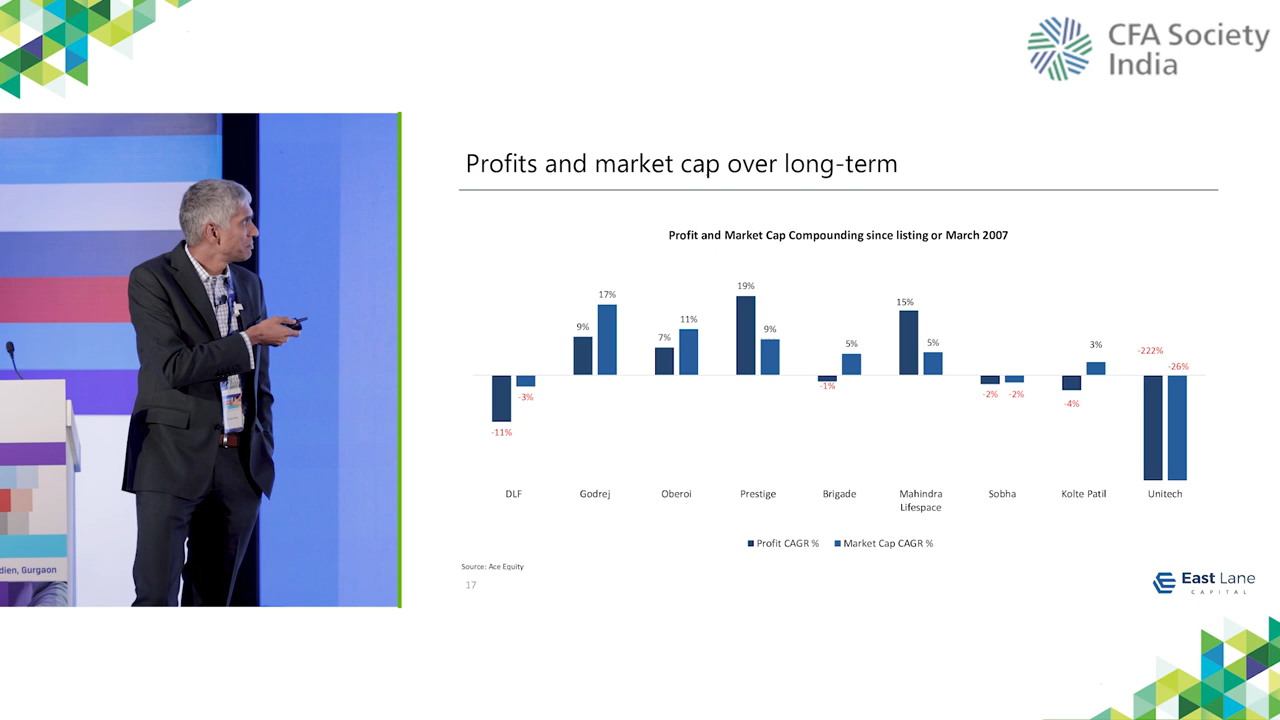 CFA Society
India
Profits and market cap over long-term
Profit and Market Cap Compounding since listing or March 2007
19%
17%
15%
9%
11%
9%
7%
5%
5%
3%
-222%
-26%
-1%
-3%
-2%
-2%
-4%
-11%
DLF
Godrej
Oberoi
Prestige
Brigade
Mahindra
Lifespace
Sobha
Kolte Patil
Unitech
Profit CAGR %
Market Cap CAGR %
Source: Ace Equity
17
East Lane
CAPITAL
dien, Gurgaon